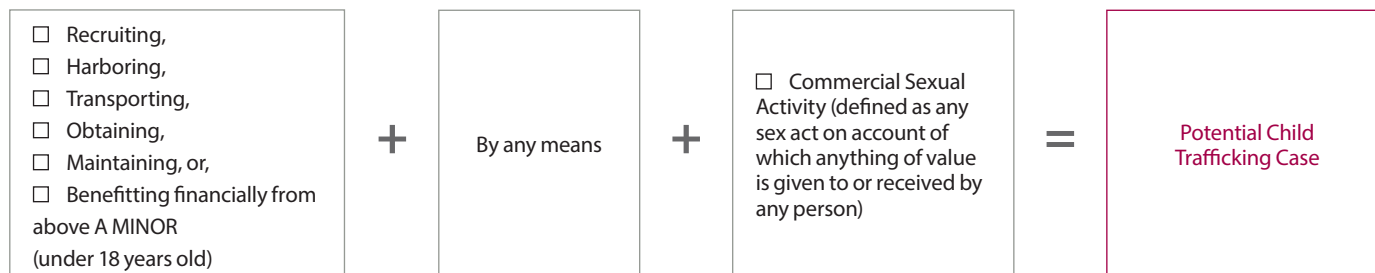 ☐ Recruiting,
☐ Harboring,
☐ Transporting,
☐ Obtaining,
☐ Maintaining, or,
☐ Benefitting financially from
above A MINOR
(under 18 years old)
+
By any means
+
☐ Commercial Sexual
Activity (defined as any
sex act on account of
which anything of value
is given to or received by
any person)
=
Potential Child
Trafficking Case